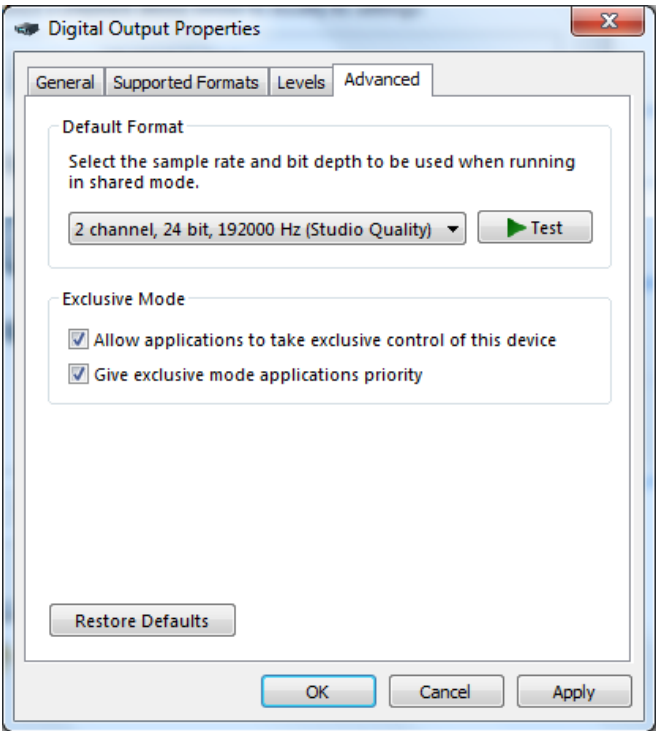 Digital Output Properties
General
Supported Formats
Levels
Advanced
Default Format
Select the sample rate and bit depth to be used when running
in shared mode.
2 channel, 24 bit, 192000 Hz (Studio Quality)
Test
Exclusive Mode
Allow applications to take exclusive control of this device
Give exclusive mode applications priority
Restore Defaults
OK
Cancel
Apply